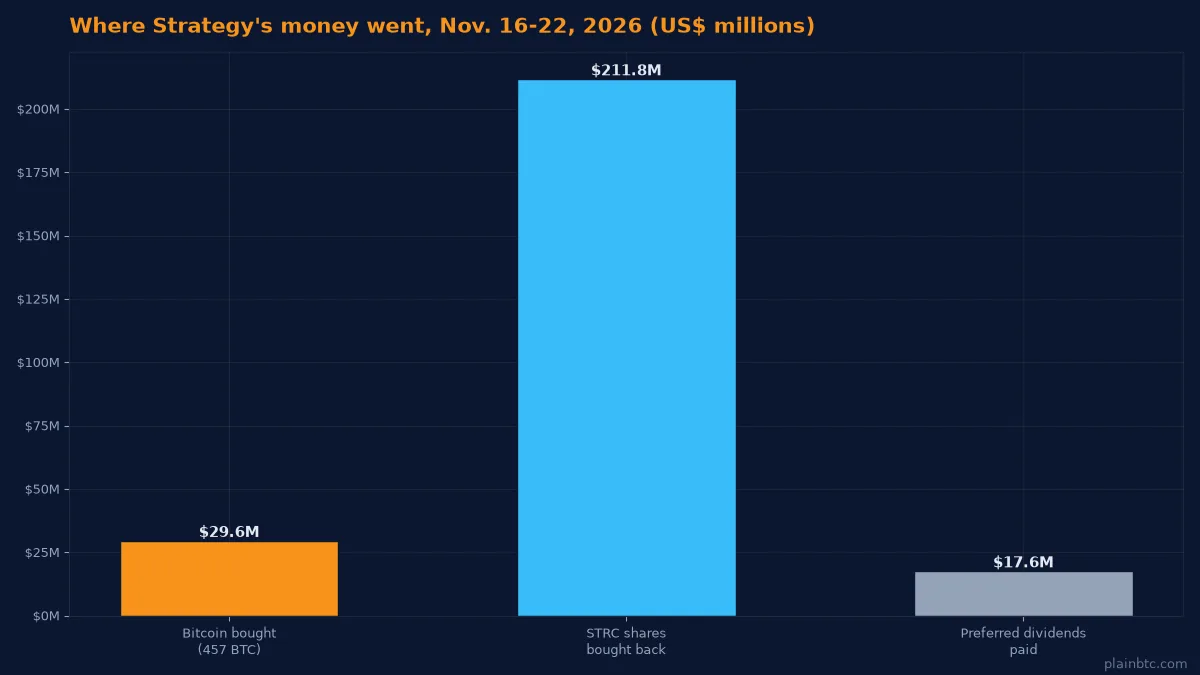 Where Strategy's money went, Nov. 16-22, 2026 (US$ millions)
$211.8M
$200M
$175M
$150M
$125M
$100M
$75M
$50M
$29.6M
$25M
$17.6M
$0M
Bitcoin bought
(457 BTC)
STRC shares
bought back
Preferred dividends
paid
plainbtc.com